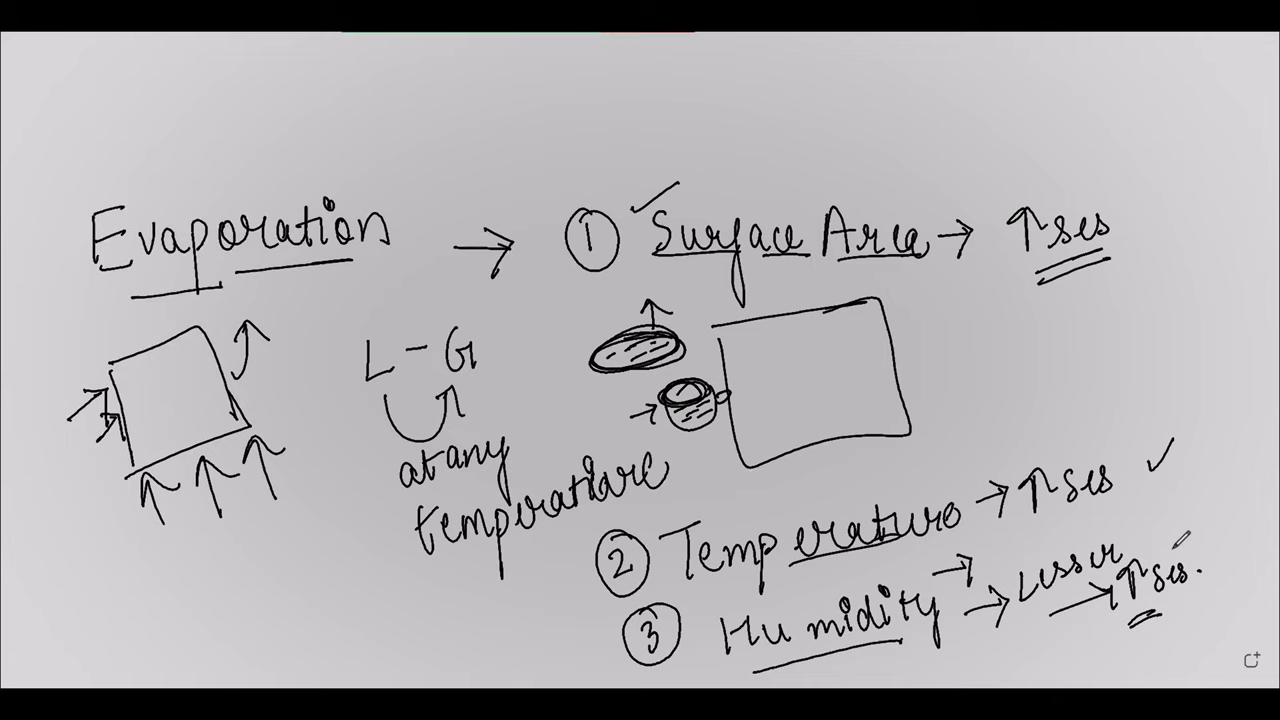 Evaporation → ① Surface Area → ↑ses
L - G
at any
temperature
② Temperature → ↑ses
③ Humidity → → Lesser → ↑ses.